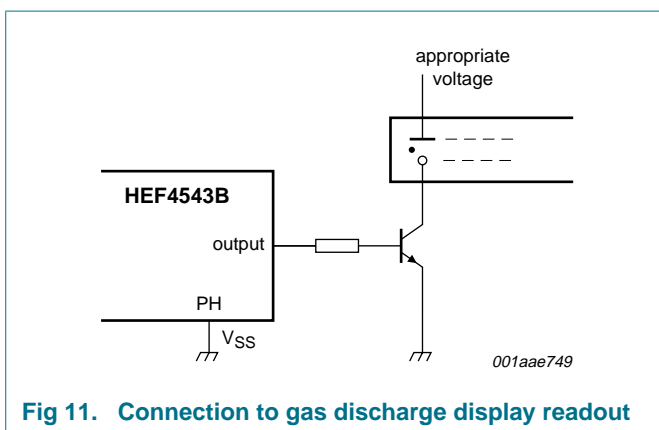 appropriate
voltage
HEF4543B
output
PH
VSS
001aae749
Fig 11. Connection to gas discharge display readout